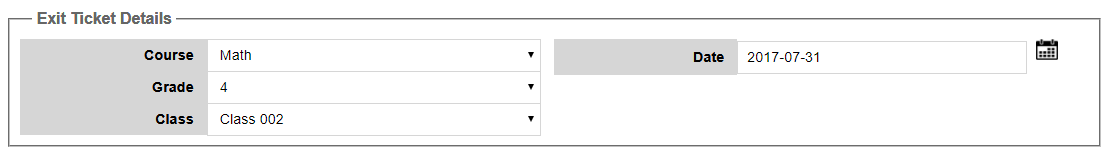 Exit Ticket Details
Course Math
Date 2017-07-31
Grade 4
Class Class 002